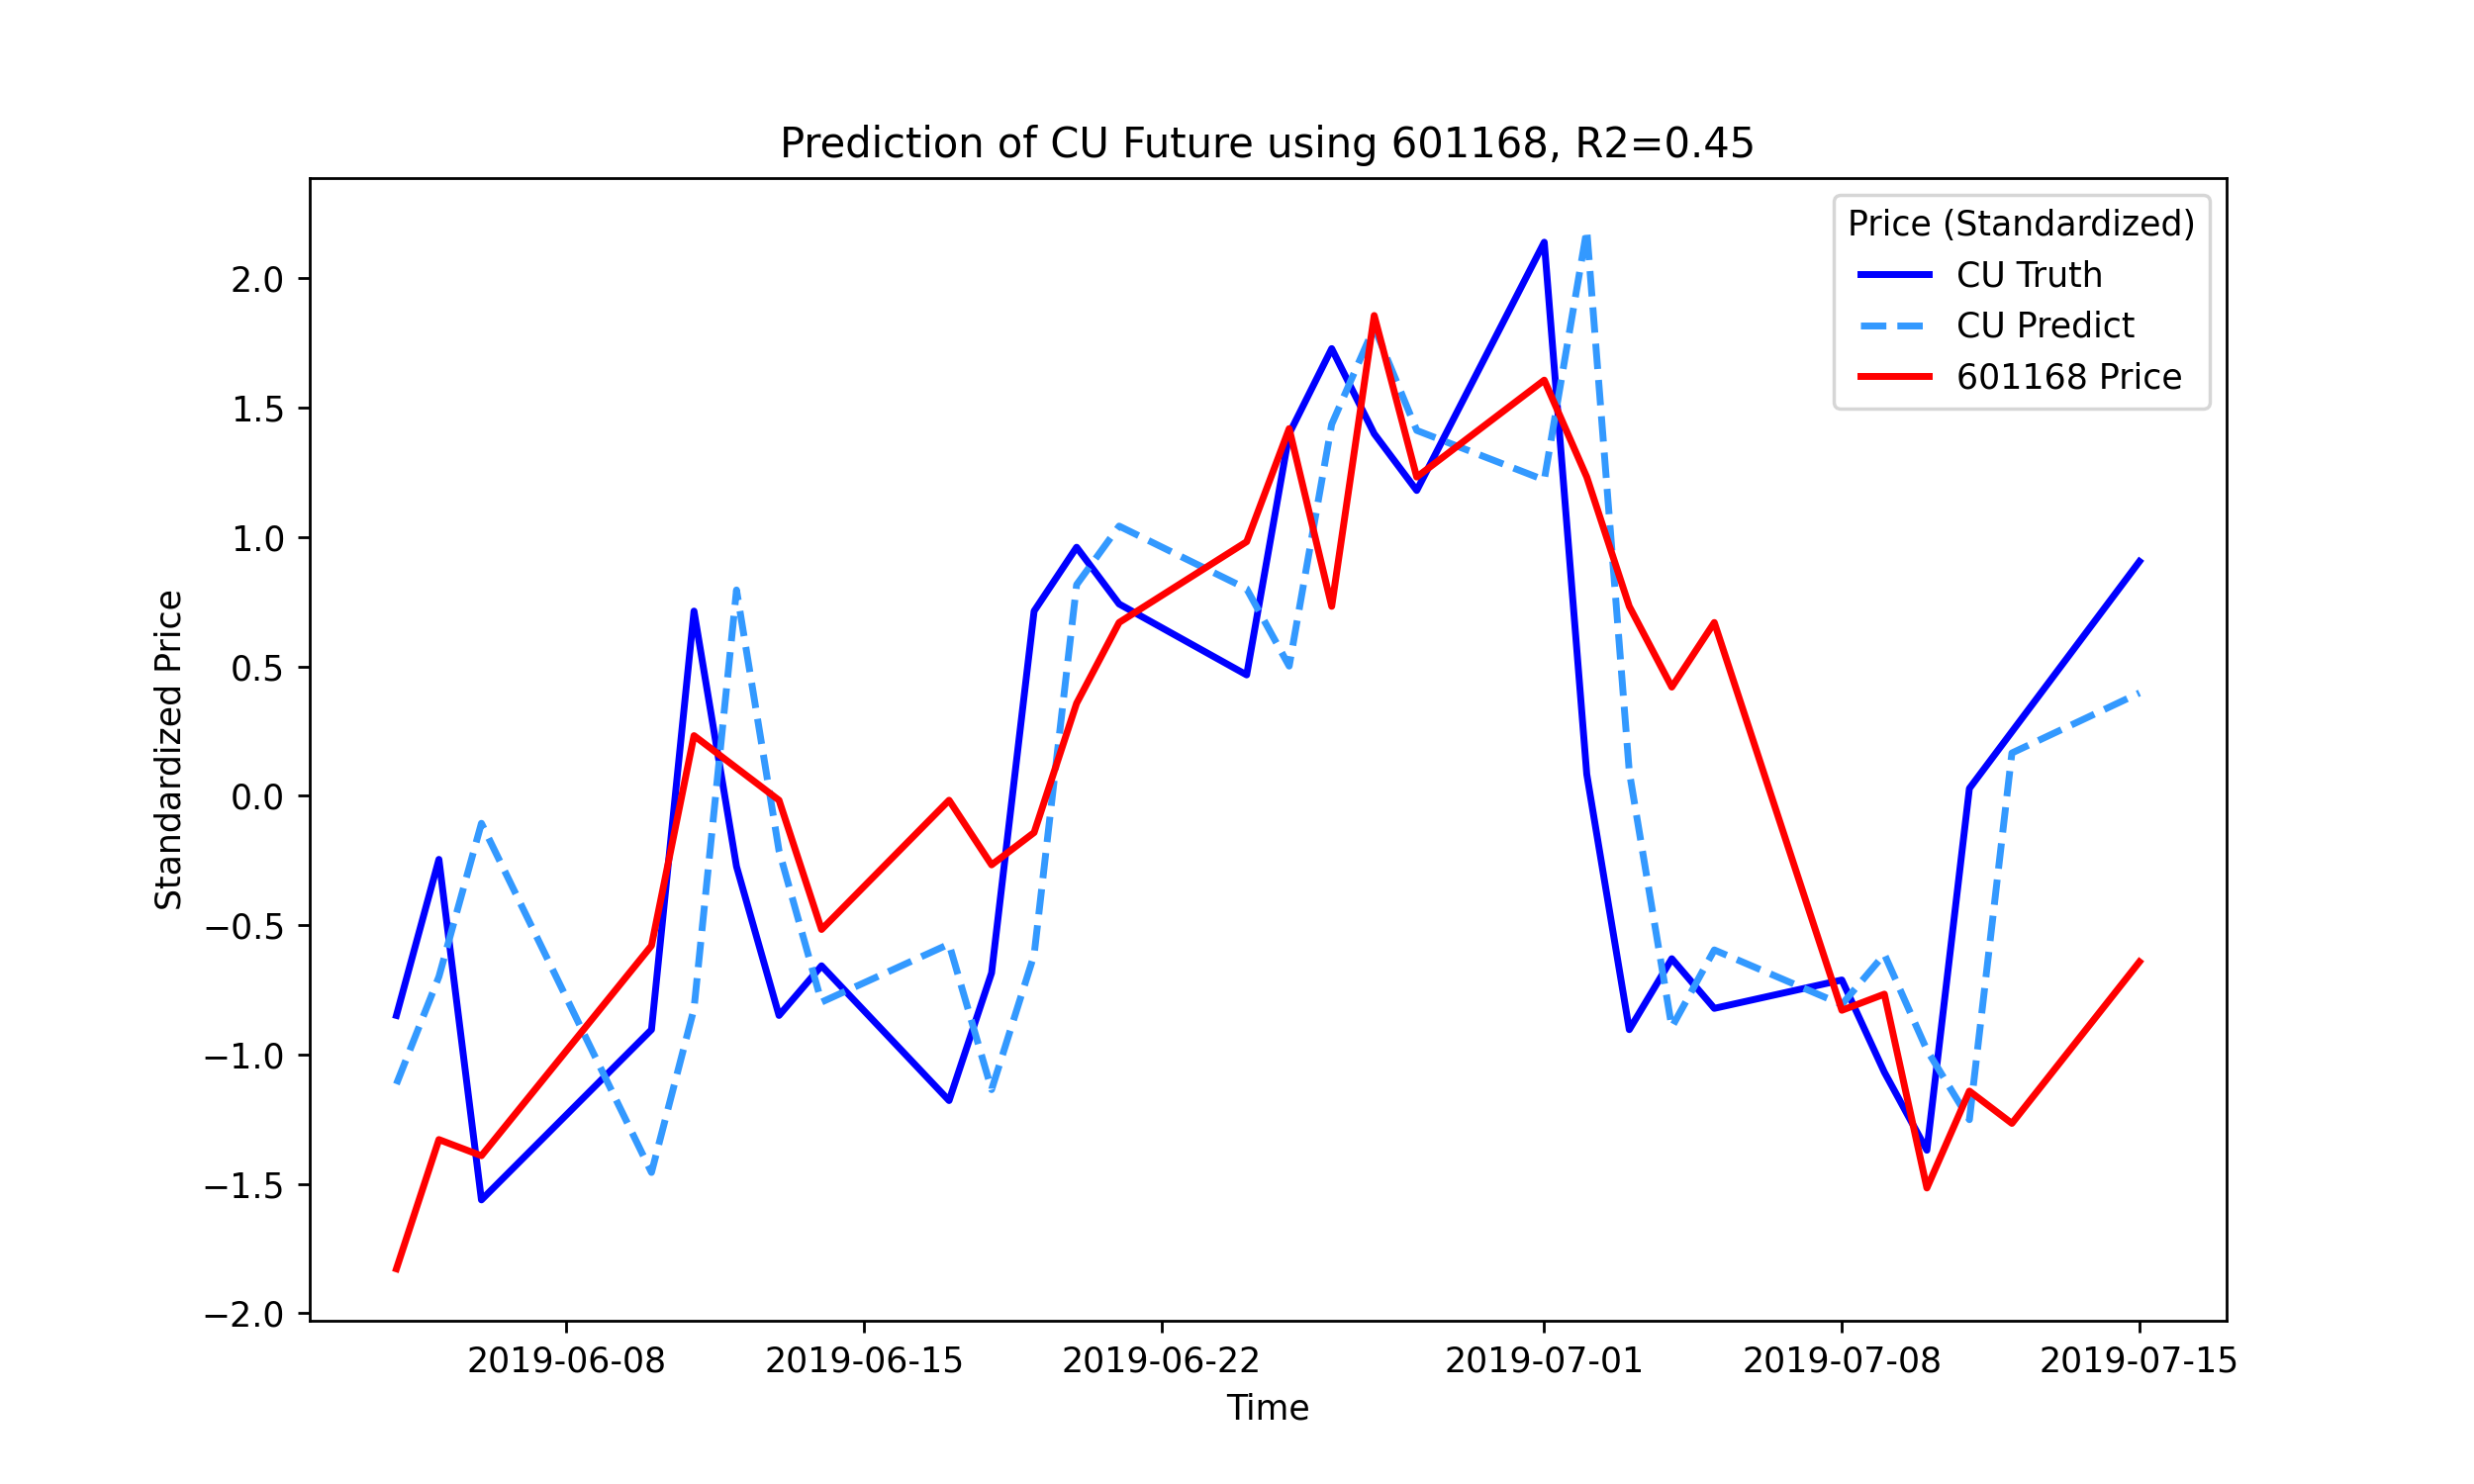 Prediction of CU Future using 601168, R2=0.45
Price (Standardized)
CU Truth
CU Predict
601168 Price
Standardized Price
2.0
1.5
1.0
0.5
0.0
−0.5
−1.0
−1.5
−2.0
2019-06-08 2019-06-15 2019-06-22 2019-07-01 2019-07-08 2019-07-15
Time